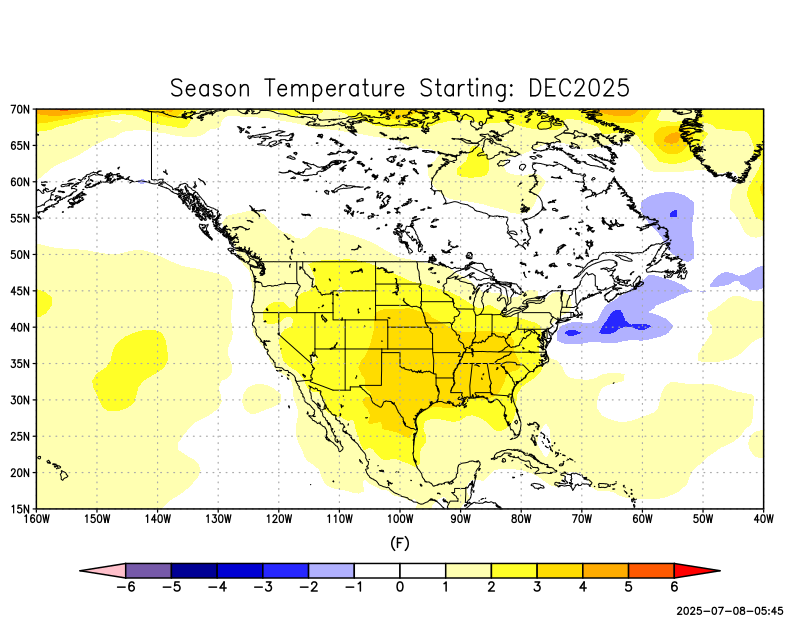 Season Temperature Starting: DEC2025
70N
65N
60N
55N
50N
45N
40N
35N
30N
25N
20N
15N
160W 150W 140W 130W 120W 110W 100W 90W 80W 70W 60W 50W 40W
(F)
−6 −5 −4 −3 −2 −1 0 1 2 3 4 5 6
2025-07-08-05:45